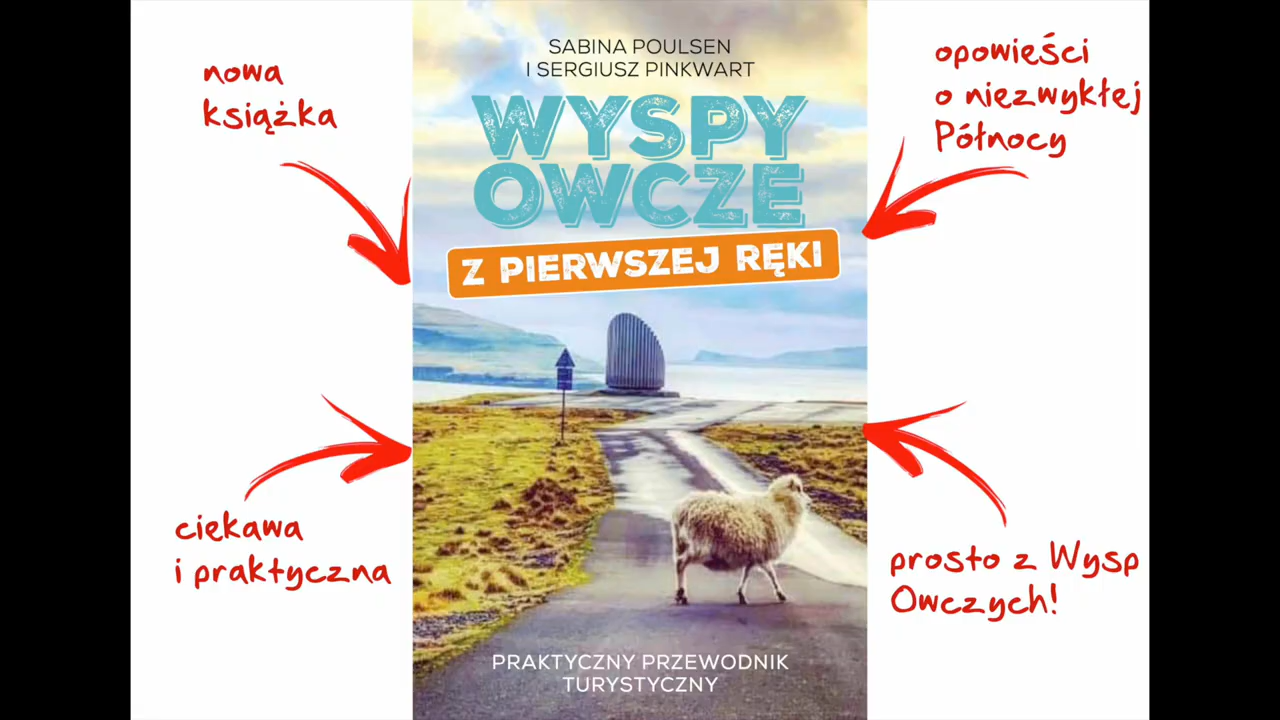 nowa
książka
opowieści
o niezwykłej
Północy
SABINA POULSEN
I SERGIUSZ PINKWART
WYSPY
OWCZE
Z PIERWSZEJ RĘKI
ciekawa
i praktyczna
prosto z Wysp
Owczych!
PRAKTYCZNY PRZEWODNIK
TURYSTYCZNY